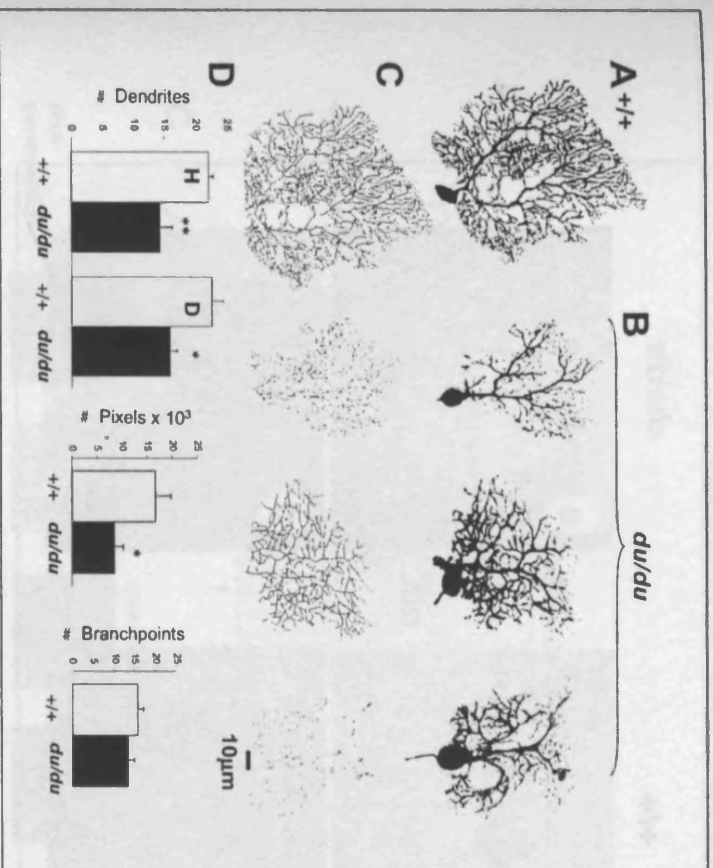 A +/+
B
du/du
C
10μm
D
# Dendrites
0 5 10 15 20 25
H
**
D
*
+/+ du/du +/+ du/du
# Pixels x 10³
0 5 10 15 20 25
*
+/+ du/du
# Branchpoints
0 5 10 15 20 25
+/+ du/du